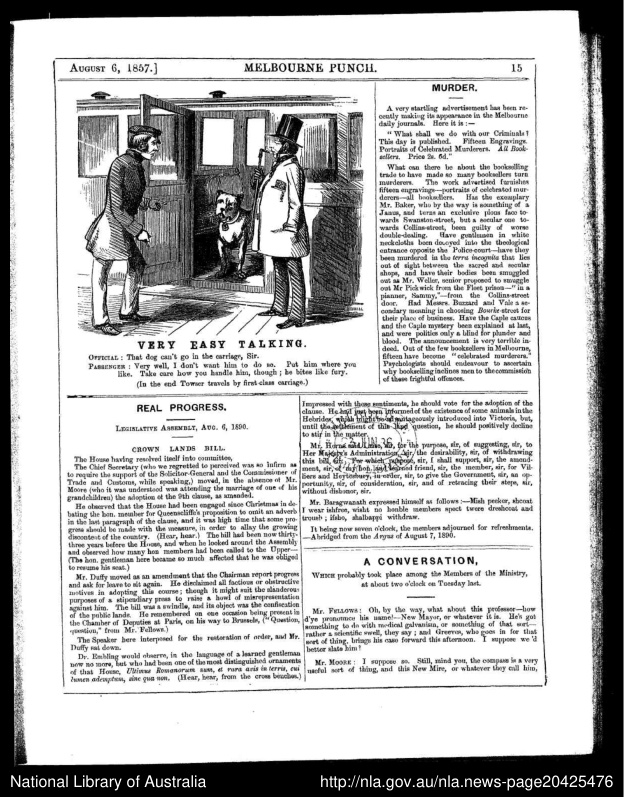 August 6, 1857.]
MELBOURNE PUNCH.
15
VERY EASY TALKING.
Official : That dog can't go in the carriage, Sir.
Passenger : Very well, I don't want him to do so. Put him where you
like. Take care how you handle him, though ; he bites like fury.
(In the end Towser travels by first-class carriage.)
MURDER.
A very startling advertisement has been re-
cently making its appearance in the Melbourne
daily journals. Here it is :—
"What shall we do with our Criminals ?
This day is published. Fifteen Engravings.
Portraits of Celebrated Murderers. All Book-
sellers. Price 2s. 6d."
What can there be about the bookselling
trade to have made so many booksellers turn
murderers. The work advertised furnishes
fifteen engravings—portraits of celebrated mur-
derers—all booksellers. Has the exemplary
Mr. Baker, who by the way is something of a
Janus, and turns an exclusive pious face to-
wards Swanston-street, but a secular one to-
wards Collins-street, been guilty of worse
double-dealing. Have gentlemen in white
neckcloths been decoyed into the theological
entrance opposite the Police-court—have they
been murdered in the terra incognita that lies
out of sight between the sacred and secular
shops, and have their bodies been smuggled
out as Mr. Weller, senior proposed to smuggle
out Mr Pickwick from the Fleet prison—"in a
pianner, Sammy,"—from the Collins-street
door. Had Messrs. Buzzard and Vale a se-
condary meaning in choosing Bourke-street for
their place of business. Have the Caple causes
and the Caple mystery been explained at last,
and were politics only a blind for plunder and
blood. The announcement is very terrible in-
deed. Out of the few booksellers in Melbourne,
fifteen have become "celebrated murderers."
Psychologists should endeavour to ascertain
why bookselling inclines men to the commission
of these frightful offences.
REAL PROGRESS.
Legislative Assembly, Aug. 6, 1890.
CROWN LANDS BILL.
The House having resolved itself into committee,
The Chief Secretary (who we regretted to perceived was so infirm as
to require the support of the Solicitor-General and the Commissioner of
Trade and Customs, while speaking,) moved, in the absence of Mr.
Moore (who it was understood was attending the marriage of one of his
grandchildren) the adoption of the 9th clause, as amended.
He observed that the House had been engaged since Christmas in de-
bating the hon. member for Queenscliffe's proposition to omit an adverb
in the last paragraph of the clause, and it was high time that some pro-
gress should be made with the measure, in order to allay the growing
discontent of the country. (Hear, hear.) The bill had been now thirty-
three years before the House, and when he looked around the Assembly
and observed how many hon members had been called to the Upper—
(The hon. gentleman here became so much affected that he was obliged
to resume his seat.)
Mr. Duffy moved as an amendment that the Chairman report progress
and ask for leave to sit again. He disclaimed all factious or obstructive
motives in adopting this course ; though it might suit the slanderous
purposes of a stipendiary press to raise a howl of misrepresentation
against him. The bill was a swindle, and its object was the confiscation
of the public lands. He remembered on one occasion being present in
the Chamber of Deputies at Paris, on his way to Brussels, ("Question,
question," from Mr. Fellows.)
The Speaker here interposed for the restoration of order, and Mr.
Duffy sat down.
Dr. Embling would observe, in the language of a learned gentleman
now no more, but who had been one of the most distinguished ornaments
of that House, Ultimus Romanorum sum, et rara avis in terris, cui
lumen ademptum, sine qua non. (Hear, hear, from the cross benches.)
Impressed with those sentiments, he should vote for the adoption of the
clause. He had just been informed of the existence of some animals in the
Hebrides, which might be advantageously introduced into Victoria, but,
until the settlement of this land question, he should positively decline
to stir in the matter.
Mr. Horne said, I rise, sir, for the purpose, sir, of suggesting, sir, to
Her Majesty's Administration, sir, the desirability, sir, of withdrawing
this bill, sir. For which purpose, sir, I shall support, sir, the amend-
ment, sir, of my hon. and learned friend, sir, the member, sir, for Vil-
liers and Heytesbury, in order, sir, to give the Government, sir, an op-
portunity, sir, of consideration, sir, and of retracing their steps, sir,
without dishonor, sir.
Mr. Baragwanath expressed himself as follows :—Mish peeker, shoat
I wear ishfree, wisht no honble members spect twere dreshcoat and
troush ; ifsho, shallsappi withdraw.
It being now seven o'clock, the members adjourned for refreshments.
—Abridged from the Argus of August 7, 1890.
A CONVERSATION,
Which probably took place among the Members of the Ministry,
at about two o'clock on Tuesday last.
Mr. Fellows : Oh, by the way, what about this professor—how
d'ye pronounce his name?—New Mayor, or whatever it is. He's got
something to do with medical galvanism, or something of that sort—
rather a scientific swell, they say ; and Greeves, who goes in for that
sort of thing, brings his case forward this afternoon. I suppose we'd
better slate him ?
Mr. Moore : I suppose so. Still, mind you, the compass is a very
useful sort of thing, and this New Mire, or whatever they call him,
National Library of Australia
http://nla.gov.au/nla.news-page20425476